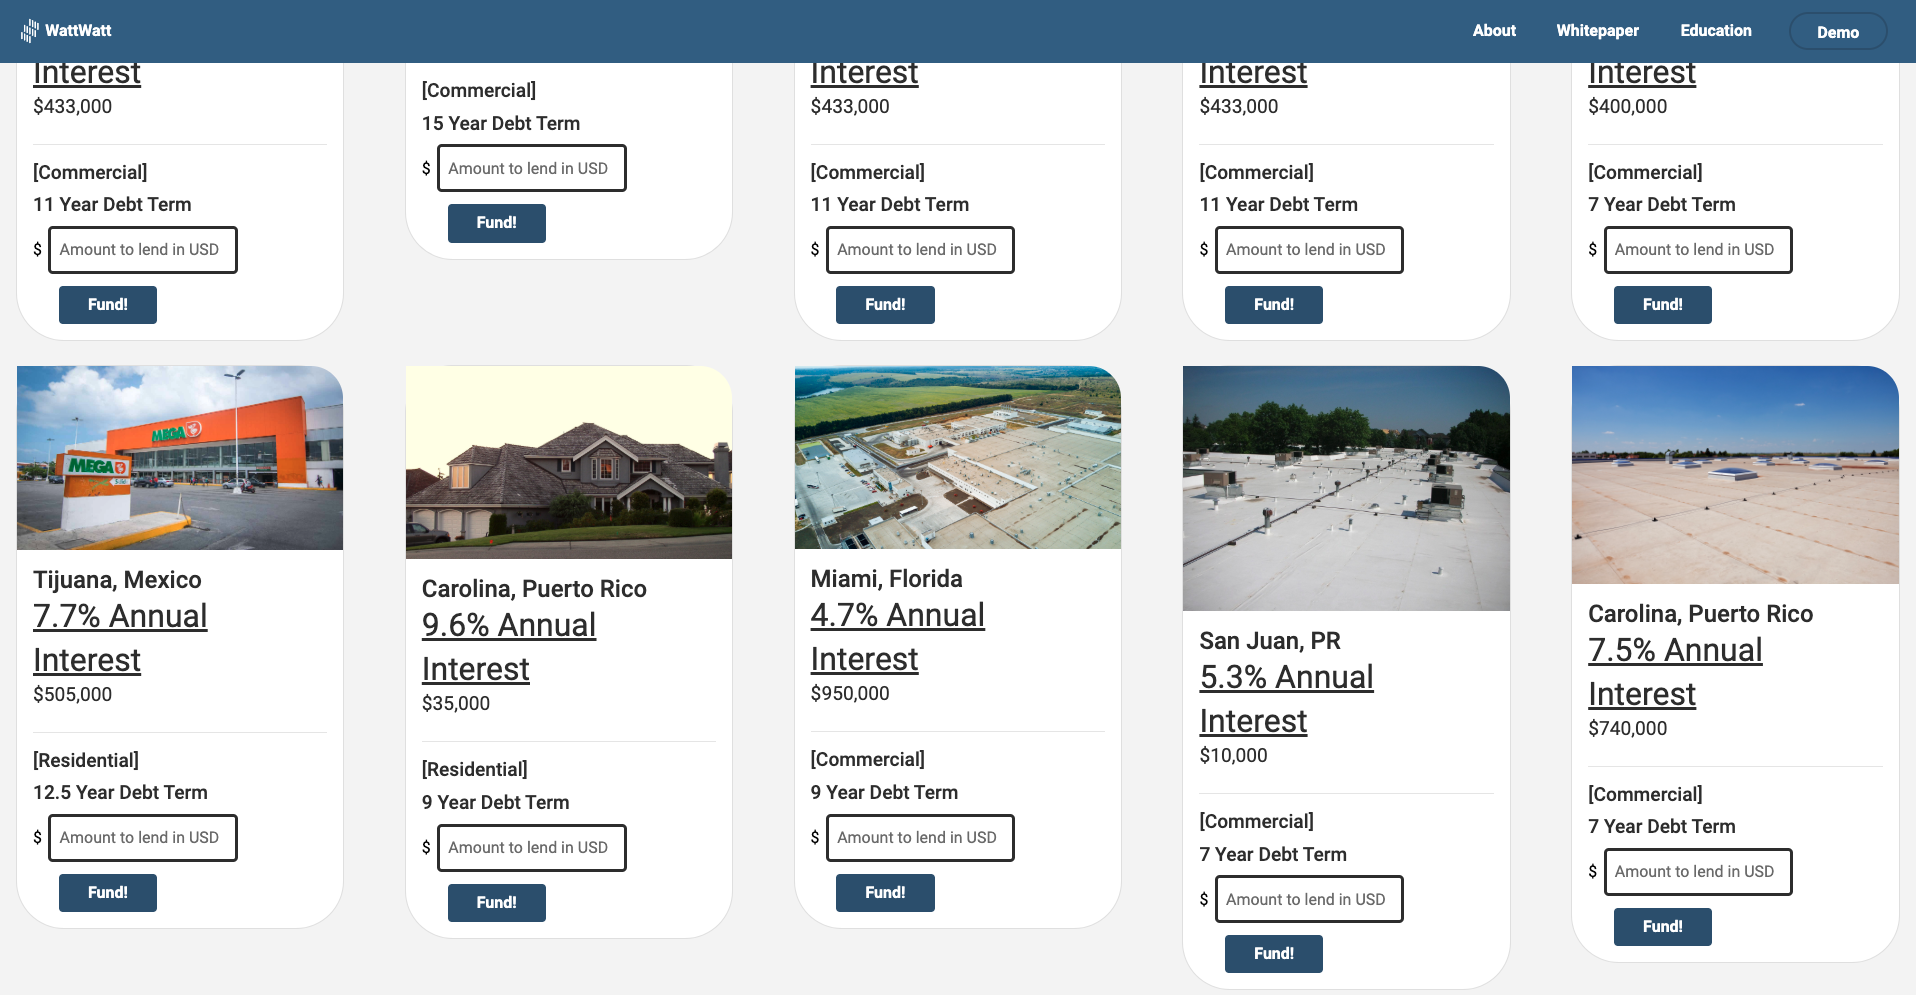 WattWatt
About
Whitepaper
Education
Demo
Interest
$433,000
[Commercial]
11 Year Debt Term
$ Amount to lend in USD
Fund!
[Commercial]
15 Year Debt Term
$ Amount to lend in USD
Fund!
Interest
$433,000
[Commercial]
11 Year Debt Term
$ Amount to lend in USD
Fund!
Interest
$433,000
[Commercial]
11 Year Debt Term
$ Amount to lend in USD
Fund!
Interest
$400,000
[Commercial]
7 Year Debt Term
$ Amount to lend in USD
Fund!
MEGA
MEGA
Tijuana, Mexico
7.7% Annual
Interest
$505,000
[Residential]
12.5 Year Debt Term
$ Amount to lend in USD
Fund!
Carolina, Puerto Rico
9.6% Annual
Interest
$35,000
[Residential]
9 Year Debt Term
$ Amount to lend in USD
Fund!
Miami, Florida
4.7% Annual
Interest
$950,000
[Commercial]
9 Year Debt Term
$ Amount to lend in USD
Fund!
San Juan, PR
5.3% Annual
Interest
$10,000
[Commercial]
7 Year Debt Term
$ Amount to lend in USD
Fund!
Carolina, Puerto Rico
7.5% Annual
Interest
$740,000
[Commercial]
7 Year Debt Term
$ Amount to lend in USD
Fund!